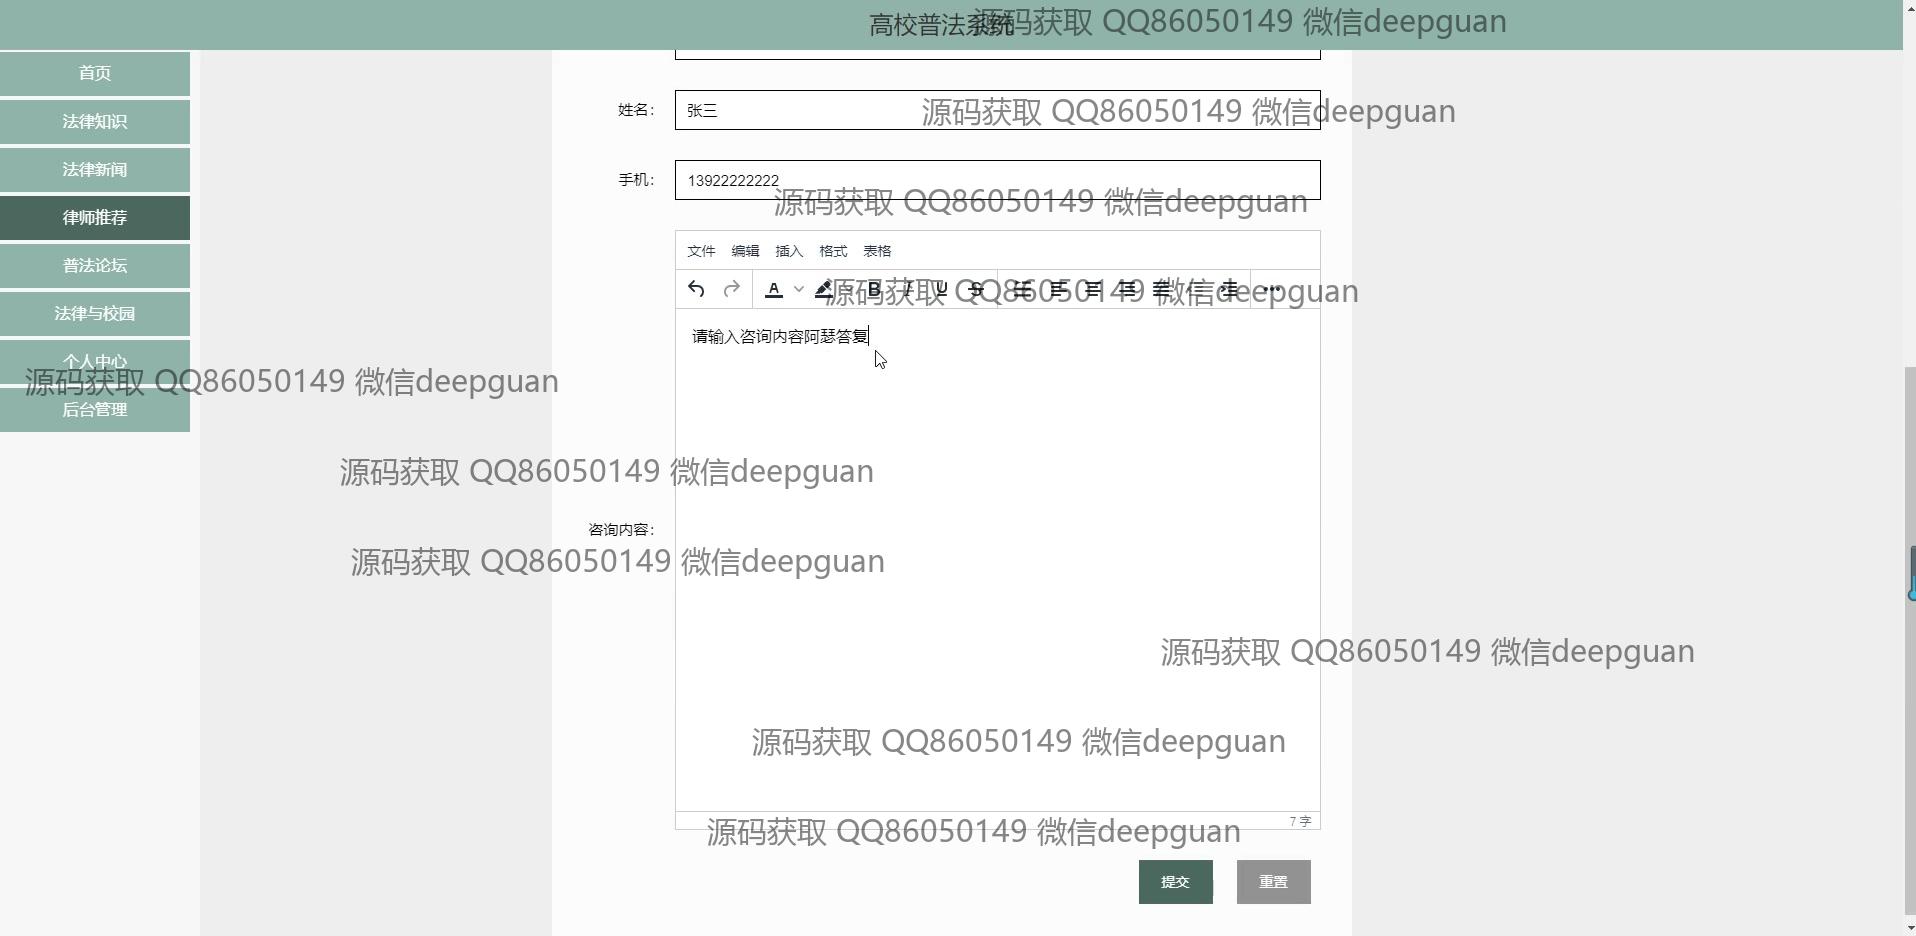 高校普法系统
源码获取 QQ86050149 微信deepguan
首页
法律知识
法律新闻
律师推荐
普法论坛
法律与校园
个人中心
后台管理
姓名：
张三
源码获取 QQ86050149 微信deepguan
手机：
13922222222
源码获取 QQ86050149 微信deepguan
文件 编辑 插入 格式 表格
源码获取 QQ86050149 微信deepguan
请输入咨询内容阿瑟答复
源码获取 QQ86050149 微信deepguan
源码获取 QQ86050149 微信deepguan
咨询内容：
源码获取 QQ86050149 微信deepguan
源码获取 QQ86050149 微信deepguan
源码获取 QQ86050149 微信deepguan
7 字
源码获取 QQ86050149 微信deepguan
提交
重置